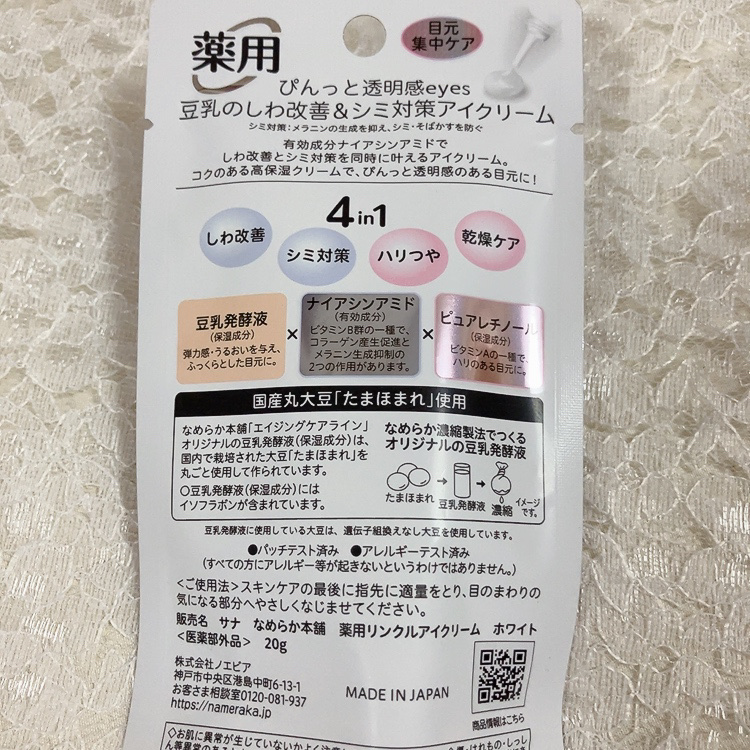 薬用
目元
集中ケア
ぴんっと透明感eyes
豆乳のしわ改善&シミ対策アイクリーム
シミ対策:メラニンの生成を抑え、シミ・そばかすを防ぐ
有効成分ナイアシンアミドで
しわ改善とシミ対策を同時に叶えるアイクリーム。
コクのある高保湿クリームで、ぴんっと透明感のある目元に!
4in1
しわ改善
シミ対策
ハリつや
乾燥ケア
豆乳発酵液
(保湿成分)
弾力感・うるおいを与え、
ふっくらとした目元に。
×
ナイアシンアミド
(有効成分)
ビタミンB群の一種で、
コラーゲン産生促進と
メラニン生成抑制の
2つの作用があります。
×
ピュアレチノール
(保湿成分)
ビタミンAの一種で、
ハリのある目元に。
国産丸大豆「たまほまれ」使用
なめらか本舗「エイジングケアライン」
オリジナルの豆乳発酵液(保湿成分)は、
国内で栽培された大豆「たまほまれ」を
丸ごと使用して作られています。
○豆乳発酵液(保湿成分)には
イソフラボンが含まれています。
なめらか濃縮製法でつくる
オリジナルの豆乳発酵液
たまほまれ
豆乳発酵液
濃縮
イメージ
です。
豆乳発酵液に使用している大豆は、遺伝子組換えなし大豆を使用しています。
●パッチテスト済み ●アレルギーテスト済み
(すべての方にアレルギー等が起きないというわけではありません。)
<ご使用法>スキンケアの最後に指先に適量をとり、目のまわりの
気になる部分へやさしくなじませてください。
販売名 サナ なめらか本舗 薬用リンクルアイクリーム ホワイト
<医薬部外品> 20g
株式会社ノエビア
神戸市中央区港島中町6-13-1
お客さま相談室0120-081-937
https://nameraka.jp
MADE IN JAPAN
商品情報はこちら
◇お肌に異常が生じていないかよく注意